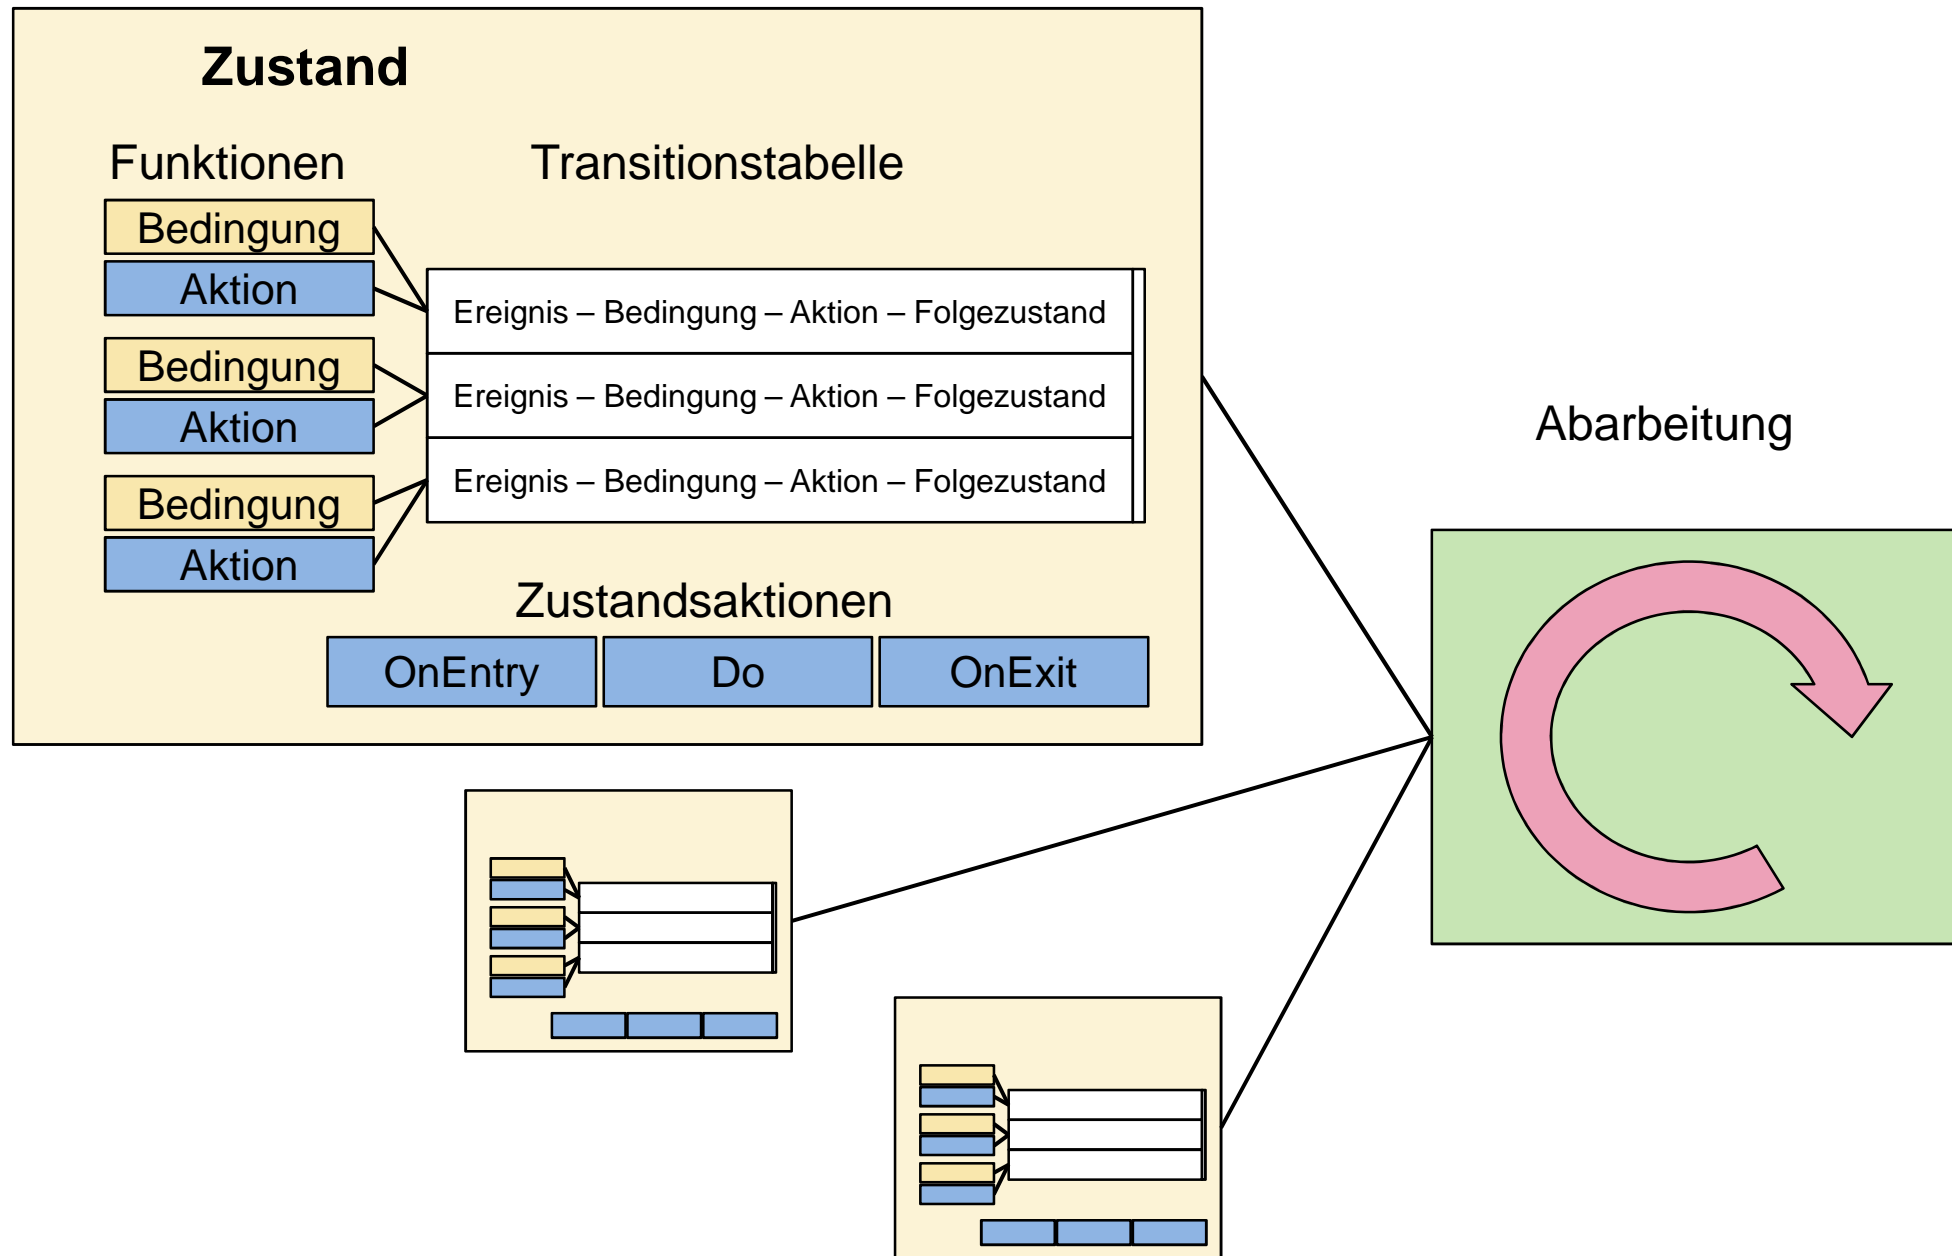 Zustand
Funktionen
Transitionstabelle
Bedingung
Aktion
Bedingung
Aktion
Bedingung
Aktion
Ereignis – Bedingung – Aktion – Folgezustand
Ereignis – Bedingung – Aktion – Folgezustand
Ereignis – Bedingung – Aktion – Folgezustand
Zustandsaktionen
OnEntry
Do
OnExit
Abarbeitung